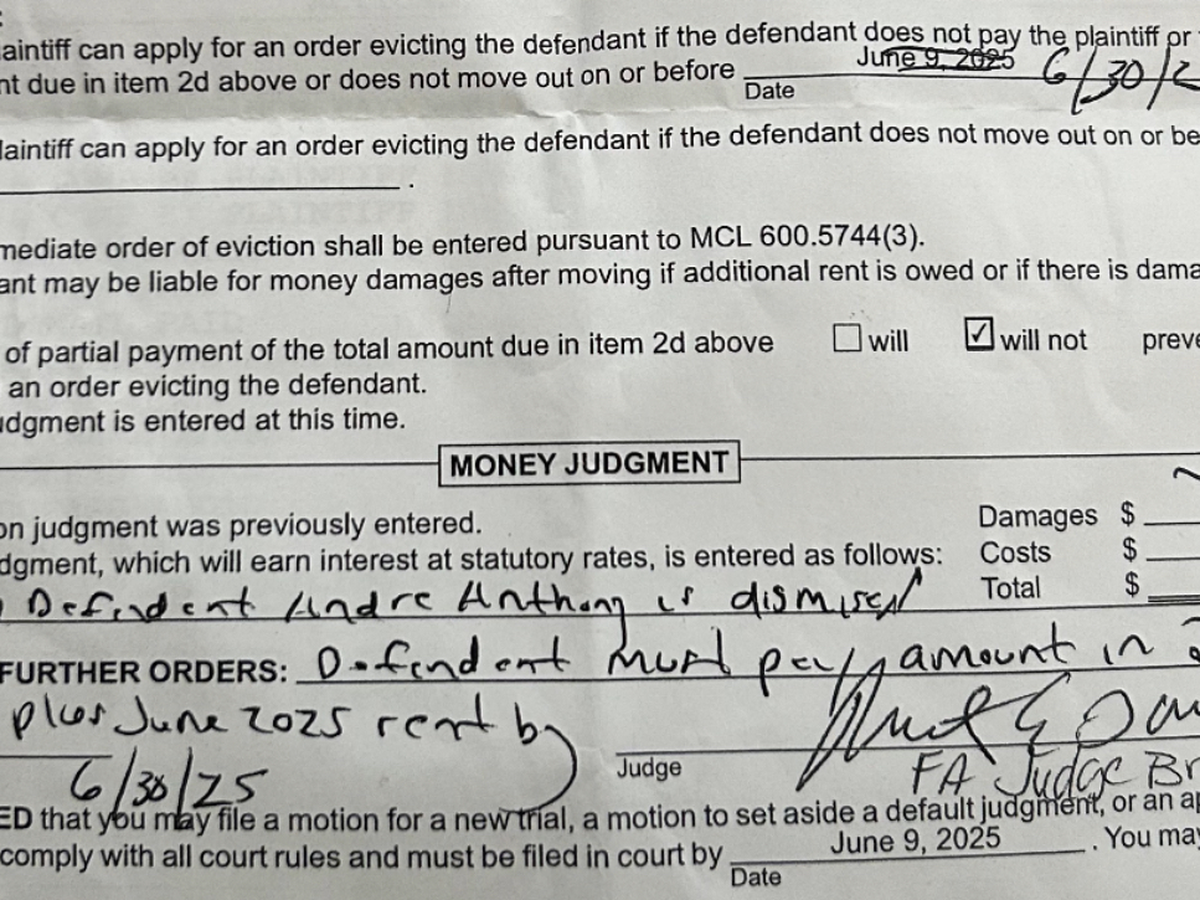 :
aintiff can apply for an order evicting the defendant if the defendant does not pay the plaintiff or
nt due in item 2d above or does not move out on or before June 9, 2025 6/30/2
Date
laintiff can apply for an order evicting the defendant if the defendant does not move out on or be
.
mediate order of eviction shall be entered pursuant to MCL 600.5744(3).
ant may be liable for money damages after moving if additional rent is owed or if there is dama
of partial payment of the total amount due in item 2d above ☐ will ☑ will not preve
an order evicting the defendant.
udgment is entered at this time.
MONEY JUDGMENT
on judgment was previously entered.
Damages $
dgment, which will earn interest at statutory rates, is entered as follows: Costs $
Total $
Defendent Andre Anthony is dismissed
FURTHER ORDERS: Defendent must pay amount in
plus June 2025 rent by
6/30/25
Judge
FA Judge Br
ED that you may file a motion for a new trial, a motion to set aside a default judgment, or an ap
comply with all court rules and must be filed in court by June 9, 2025 . You may
Date